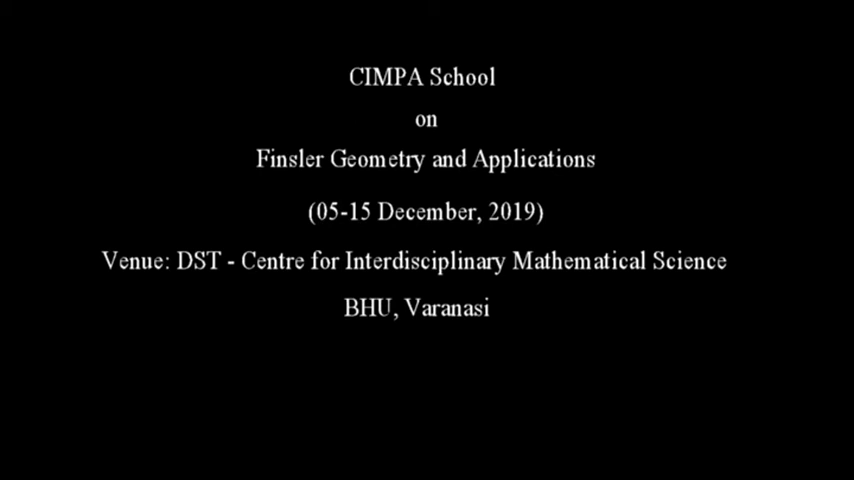 CIMPA School
on
Finsler Geometry and Applications
(05-15 December, 2019)
Venue: DST - Centre for Interdisciplinary Mathematical Science
BHU, Varanasi